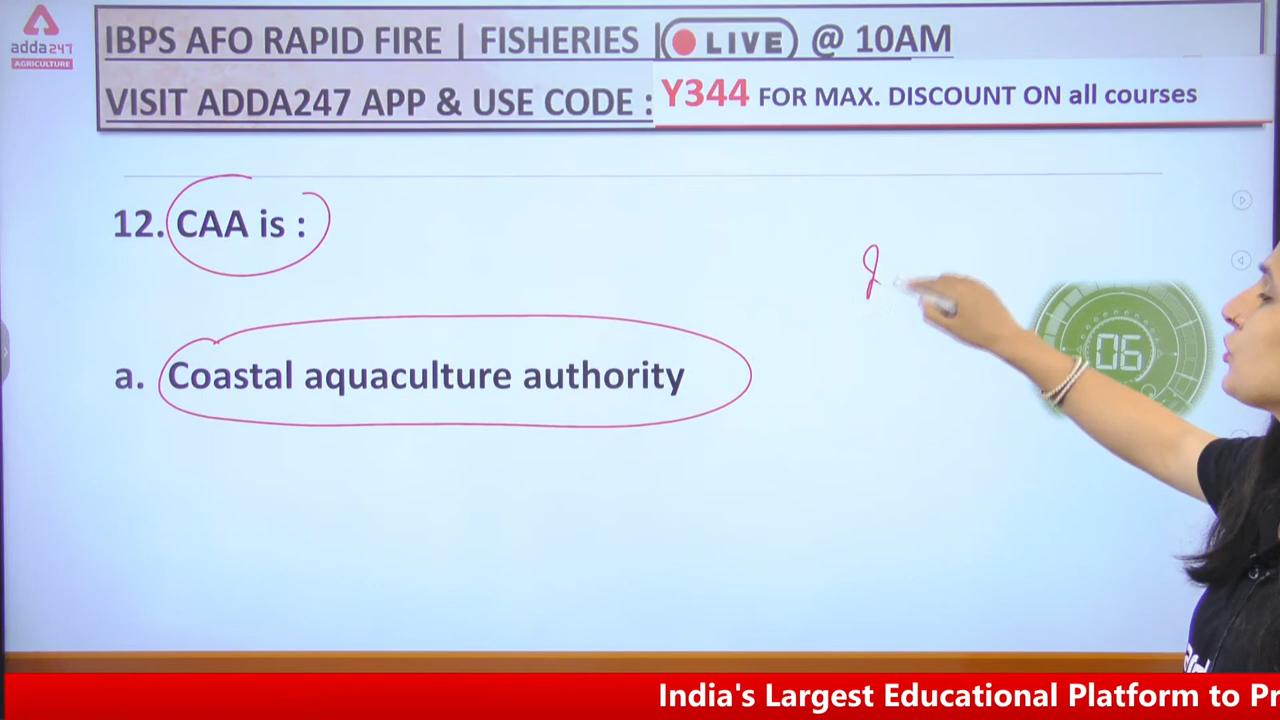 adda247
AGRICULTURE
IBPS AFO RAPID FIRE | FISHERIES | LIVE @ 10AM
VISIT ADDA247 APP & USE CODE : Y344 FOR MAX. DISCOUNT ON all courses
12. CAA is :
a. Coastal aquaculture authority
06
India's Largest Educational Platform to Pr